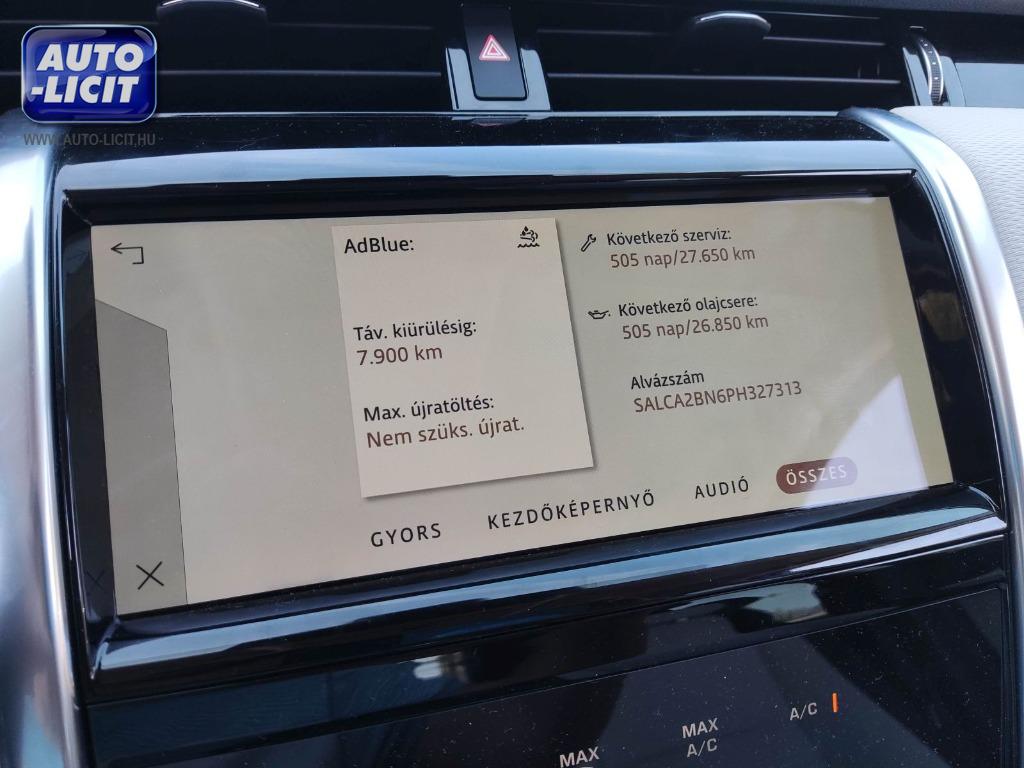 AUTO
-LICIT
WWW.AUTO-LICIT.HU
AdBlue:
Táv. kiürülésig:
7.900 km
Max. újratöltés:
Nem szüks. újrat.
Következő szerviz:
505 nap/27.650 km
Következő olajcsere:
505 nap/26.850 km
Alvázszám
SALCA2BN6PH327313
GYORS
KEZDŐKÉPERNYŐ
AUDIÓ
ÖSSZES
MAX
MAX
A/C
A/C